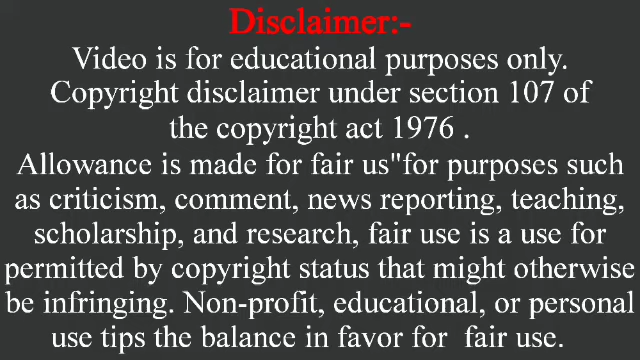 Disclaimer:-
Video is for educational purposes only.
Copyright disclaimer under section 107 of
the copyright act 1976 .
Allowance is made for fair us"for purposes such
as criticism, comment, news reporting, teaching,
scholarship, and research, fair use is a use for
permitted by copyright status that might otherwise
be infringing. Non-profit, educational, or personal
use tips the balance in favor for  fair use.